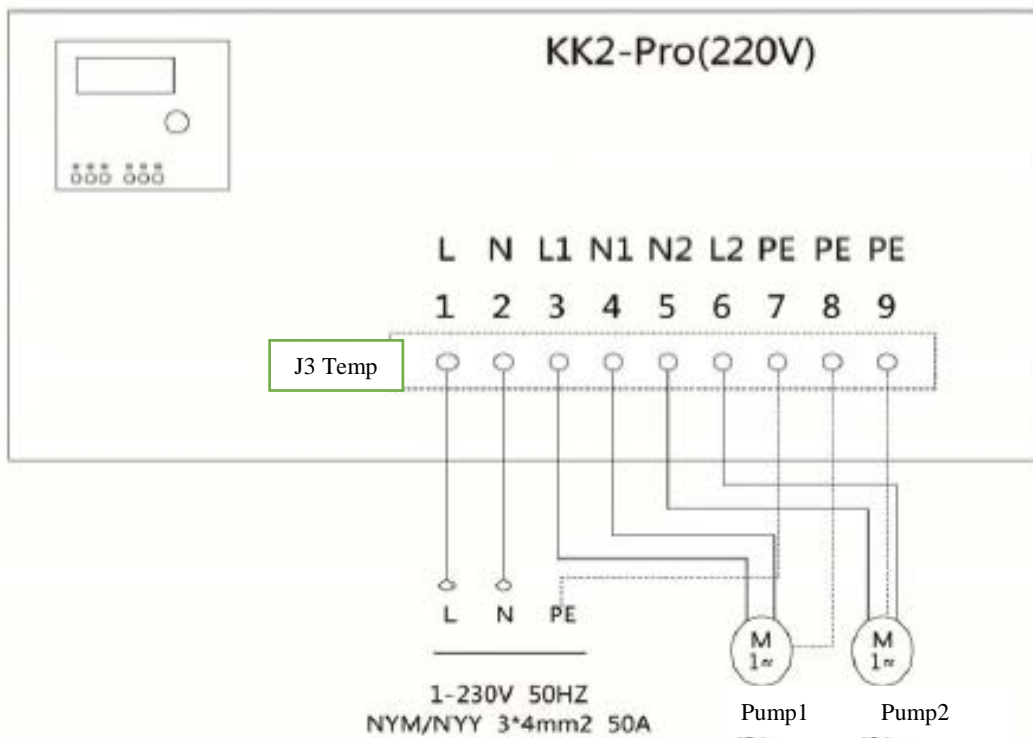 KK2-Pro(220V)
L N L1 N1 N2 L2 PE PE PE
1 2 3 4 5 6 7 8 9
J3 Temp
L N PE
M M
1≈ 1≈
1-230V 50HZ
NYM/NYY 3*4mm2 50A
Pump1 Pump2